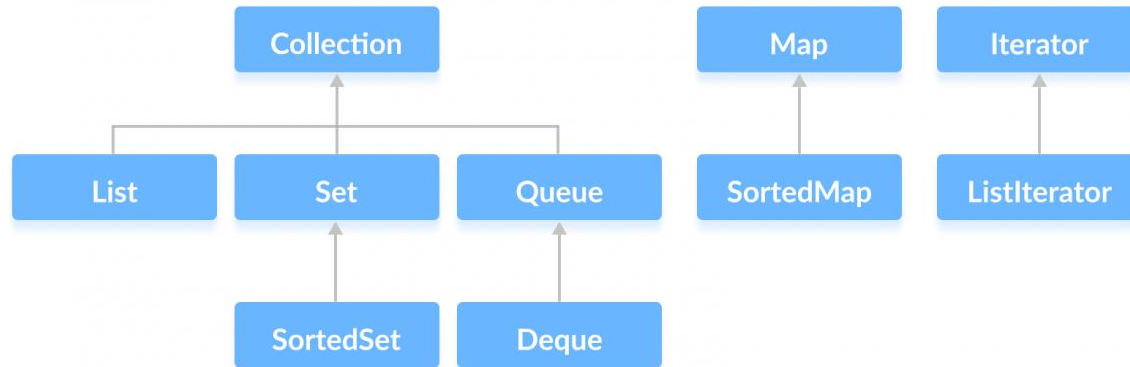 Collection
Map
Iterator
List
Set
Queue
SortedMap
ListIterator
SortedSet
Deque